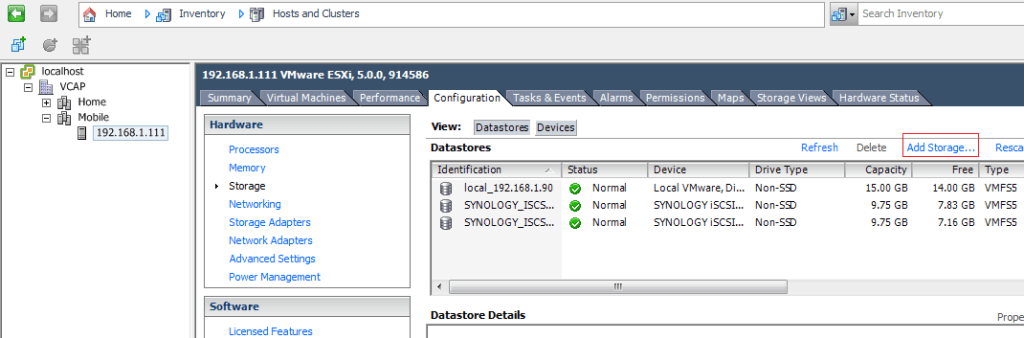 Home Inventory Hosts and Clusters Search Inventory
localhost
VCAP
Home
Mobile
192.168.1.111
192.168.1.111 VMware ESXi, 5.0.0, 914586
Summary Virtual Machines Performance Configuration Tasks & Events Alarms Permissions Maps Storage Views Hardware Status
Hardware
Processors
Memory
Storage
Networking
Storage Adapters
Network Adapters
Advanced Settings
Power Management
Software
Licensed Features
View: Datastores Devices
Datastores Refresh Delete Add Storage... Resca
Identification Status Device Drive Type Capacity Free Type
local_192.168.1.90 Normal Local VMware, Di... Non-SSD 15.00 GB 14.00 GB VMFS5
SYNOLOGY_ISCS... Normal SYNOLOGY iSCSI... Non-SSD 9.75 GB 7.83 GB VMFS5
SYNOLOGY_ISCS... Normal SYNOLOGY iSCSI... Non-SSD 9.75 GB 7.16 GB VMFS5
Datastore Details Prope